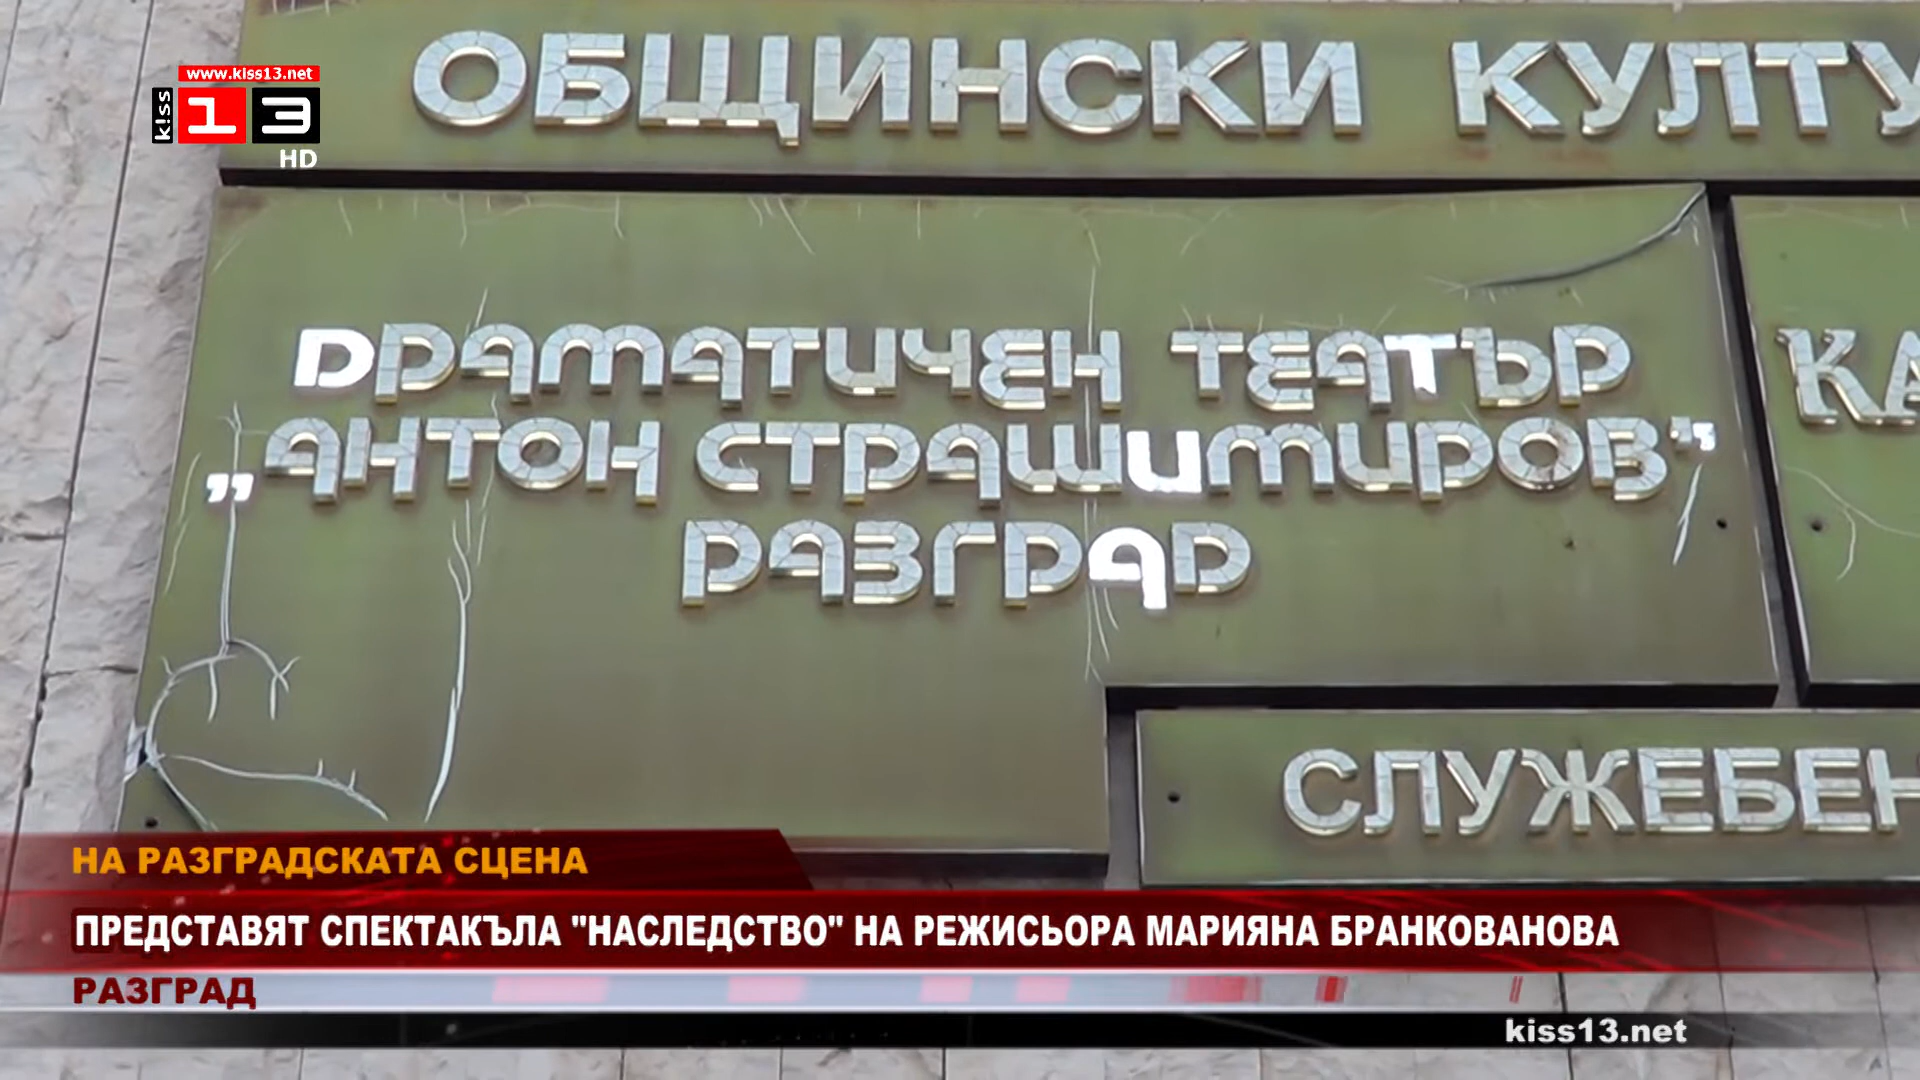 ОБЩИНСКИ КУЛТУ
www.kiss13.net
kiss 13
HD
DРАМАТИЧЕН ТЕАТЪР
„АНТОН СТРАШИМИРОВ”
РАЗГРАД
КА
СЛУЖЕБЕН
НА РАЗГРАДСКАТА СЦЕНА
ПРЕДСТАВЯТ СПЕКТАКЪЛА "НАСЛЕДСТВО" НА РЕЖИСЬОРА МАРИЯНА БРАНКОВАНОВА
РАЗГРАД
kiss13.net